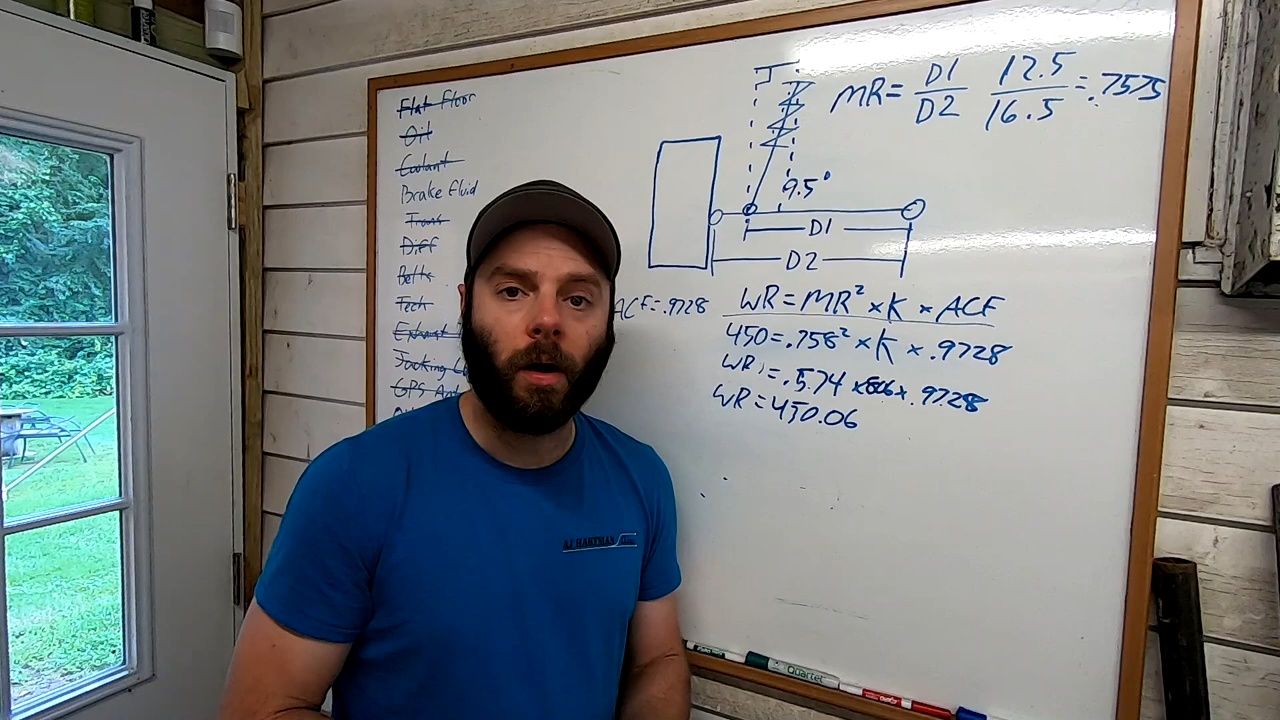 Flat Floor
Oil
Coolant
Brake fluid
Trans
Dif
Belts
Tech
Exhaust
Jacking
GPS
MR = D1 / D2 12.5 / 16.5 = .7575
9.5°
D1
D2
ACF = .9728
WR = MR² × K × ACF
450 = .758² × K × .9728
WR = .574 × 806 × .9728
WR = 450.06
AJ HARTMAN
Quartet